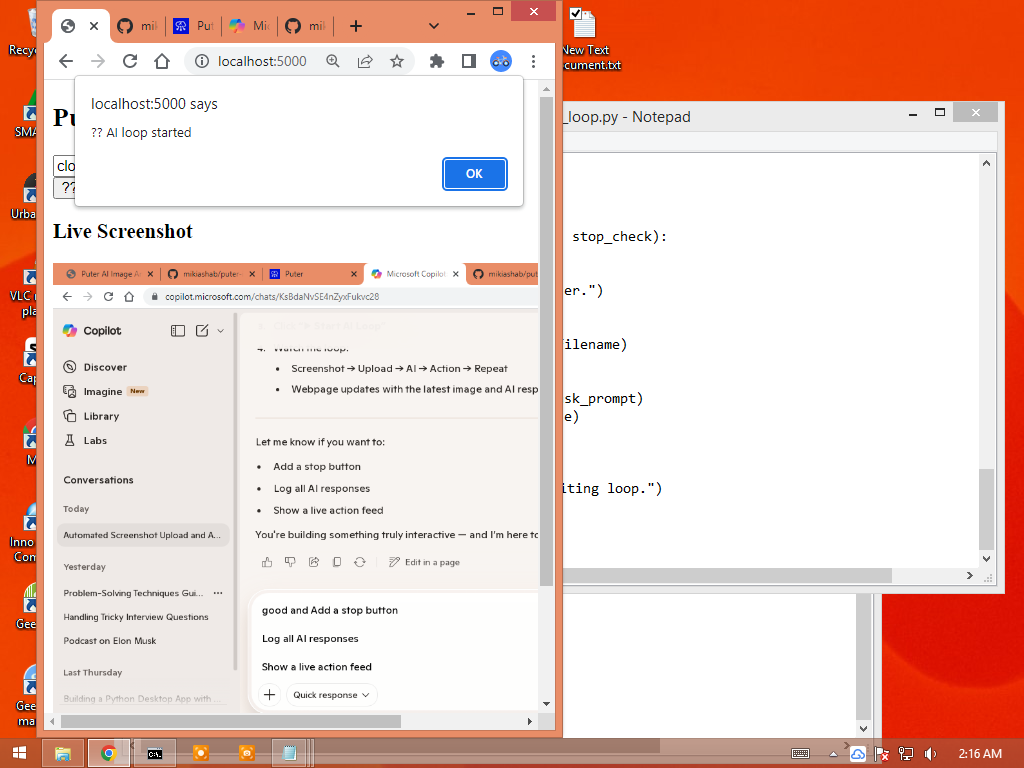 Recy
SMA
Urba
VLC
pla
Cap
M
Inno
Com
Gee
Gee
ma
mi
Put
Mi
mi
localhost:5000
localhost:5000 says
?? AI loop started
OK
Pu
clo
??
Live Screenshot
Puter AI Image A
mikiashab/puter-
Puter
Microsoft Copilot
mikiashab/put
copilot.microsoft.com/chats/KsBdaNvSE4nZyxFukvc28
Copilot
Discover
Imagine New
Library
Labs
Conversations
Today
Automated Screenshot Upload and A...
Yesterday
Problem-Solving Techniques Gui... ...
Handling Tricky Interview Questions
Podcast on Elon Musk
Last Thursday
Building a Python Desktop App with ...
4. Watch the loop:
• Screenshot → Upload → AI → Action → Repeat
• Webpage updates with the latest image and AI resp
Let me know if you want to:
• Add a stop button
• Log all AI responses
• Show a live action feed
You're building something truly interactive — and I'm here to
Edit in a page
good and Add a stop button
Log all AI responses
Show a live action feed
Quick response
New Text
cument.txt
_loop.py - Notepad
stop_check):
er.")
ilename)
sk_prompt)
e)
iting loop.")
2:16 AM